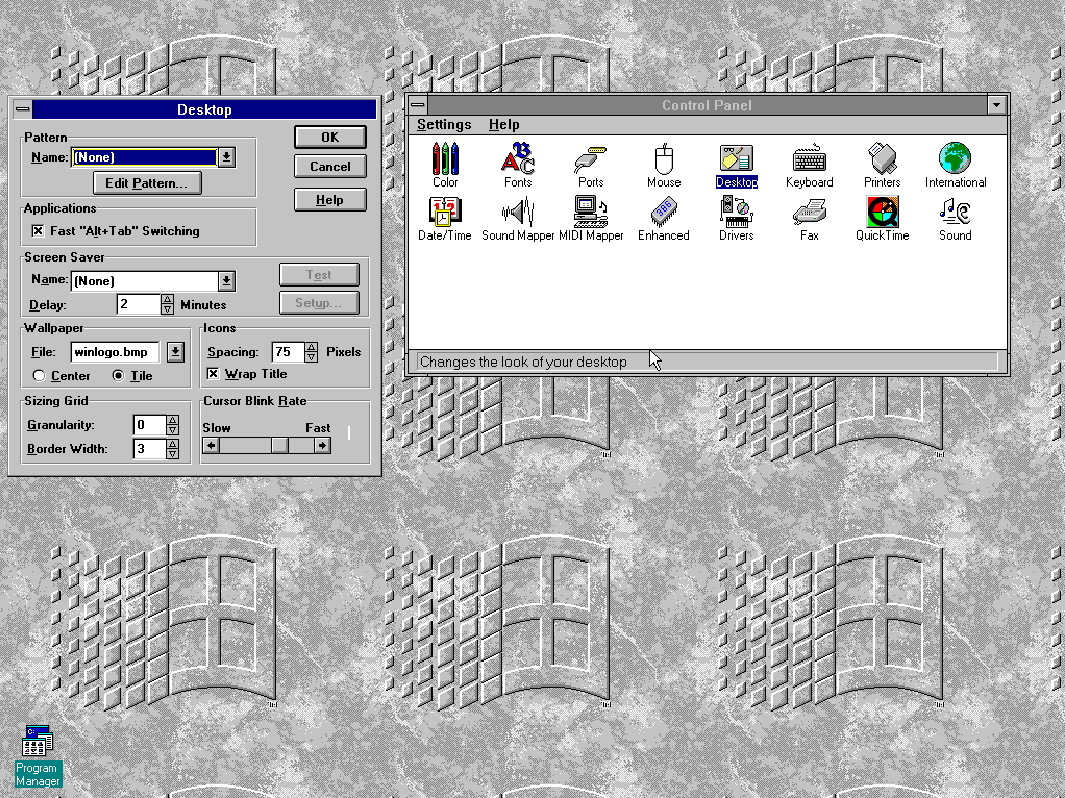 Desktop
Pattern
Name: (None)
Edit Pattern...
OK
Cancel
Help
Applications
Fast "Alt+Tab" Switching
Screen Saver
Name: (None)
Delay: 2 Minutes
Test
Setup...
Wallpaper
File: winlogo.bmp
Center Tile
Icons
Spacing: 75 Pixels
Wrap Title
Sizing Grid
Granularity: 0
Border Width: 3
Cursor Blink Rate
Slow Fast
Control Panel
Settings Help
Color Fonts Ports Mouse Desktop Keyboard Printers International
Date/Time Sound Mapper MIDI Mapper Enhanced Drivers Fax QuickTime Sound
386
Changes the look of your desktop
Program
Manager